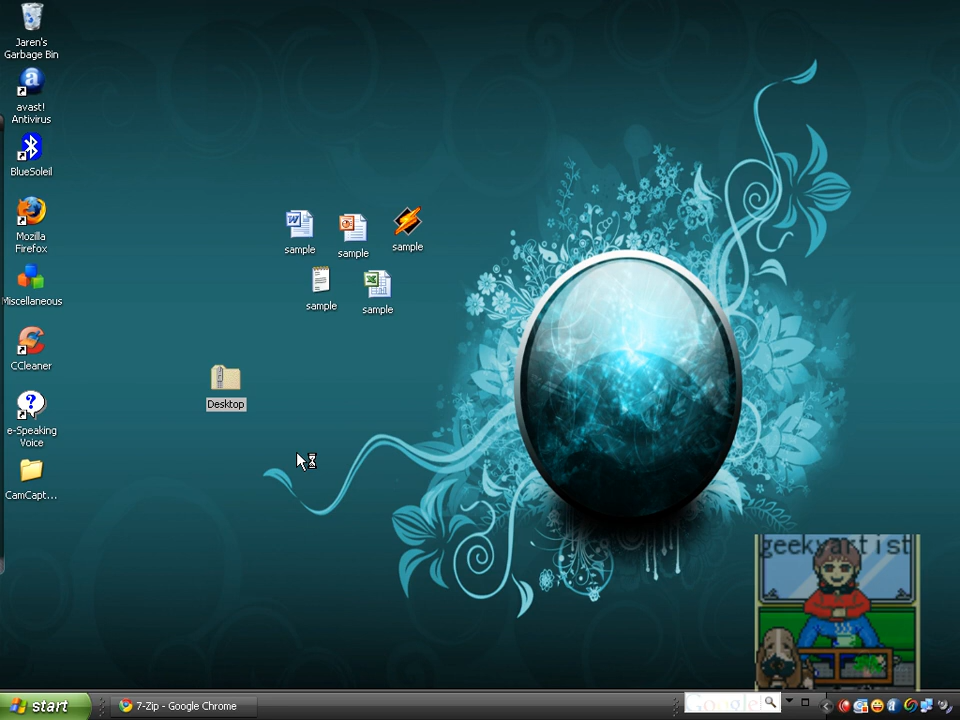 Jaren's
Garbage Bin
avast!
Antivirus
BlueSoleil
Mozilla
Firefox
Miscellaneous
CCleaner
e-Speaking
Voice
CamCapt...
sample
sample
sample
sample
sample
Desktop
geekyartist
start
7-Zip - Google Chrome
Google